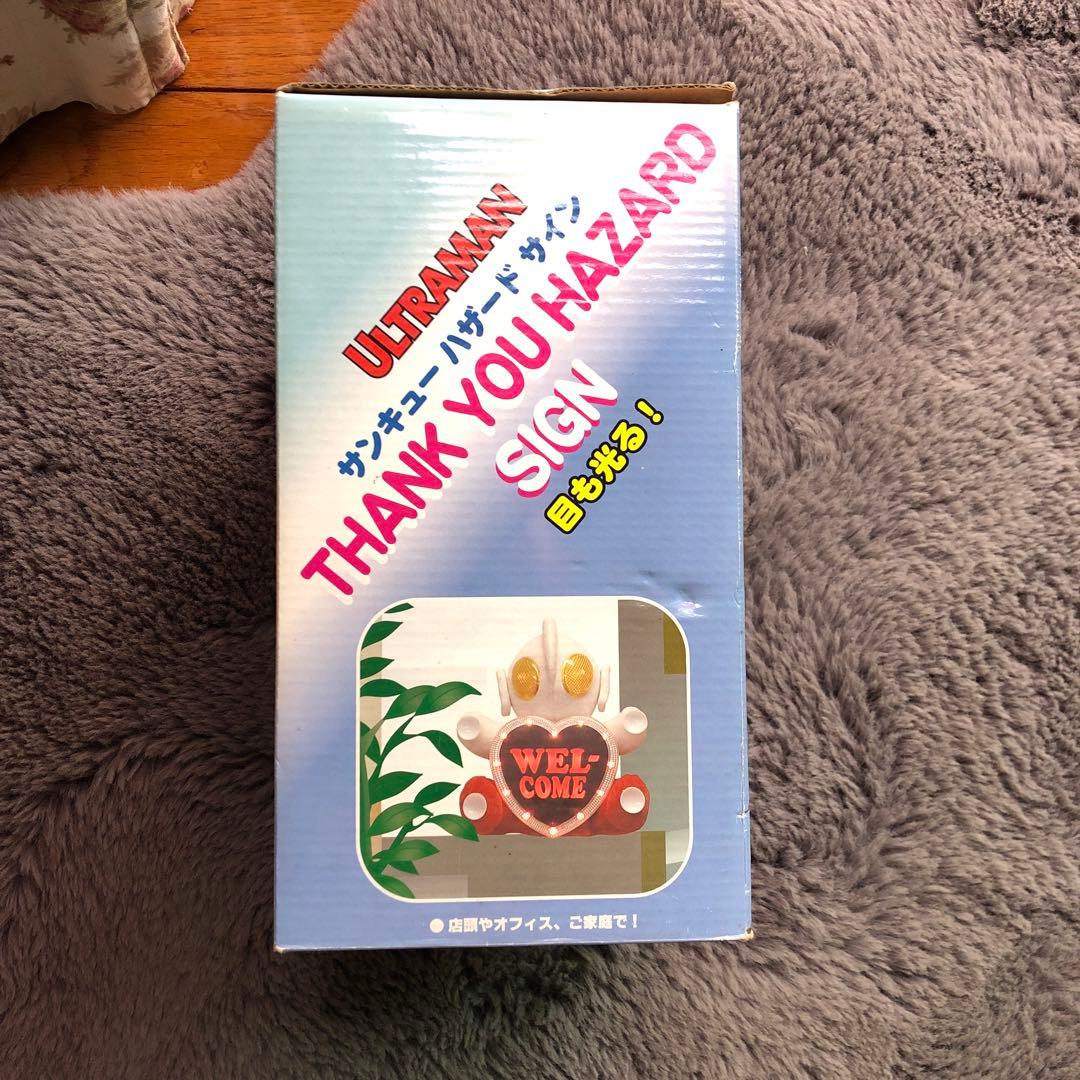 ULTRAMAN
サンキュー ハザード サイン
THANK YOU HAZARD
SIGN
目も光る！
WEL-
COME
● 店頭やオフィス、ご家庭で！